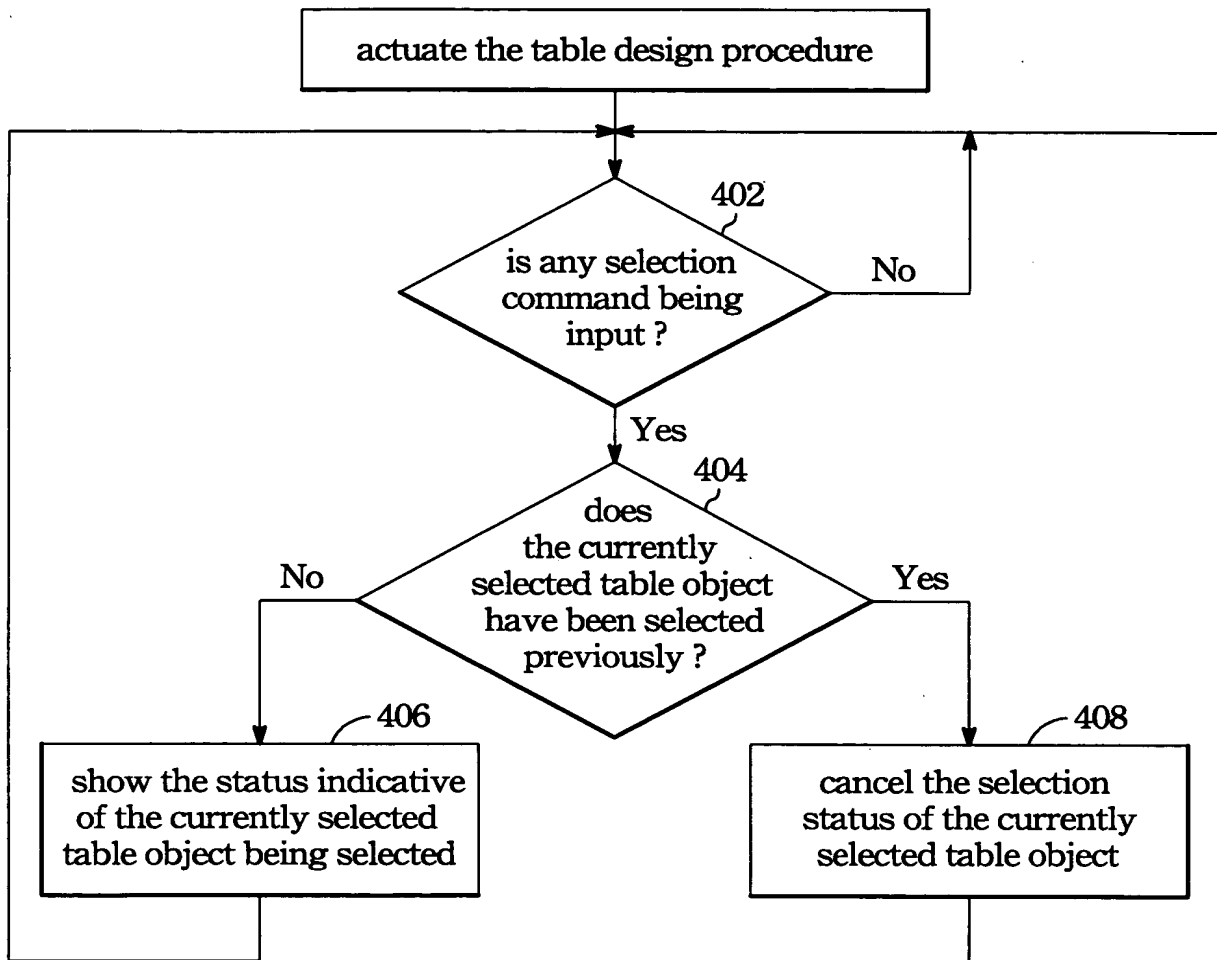 actuate the table design procedure
402
is any selection
command being
input ?
No
Yes
404
does
the currently
selected table object
have been selected
previously ?
No
Yes
406
show the status indicative
of the currently selected
table object being selected
408
cancel the selection
status of the currently
selected table object